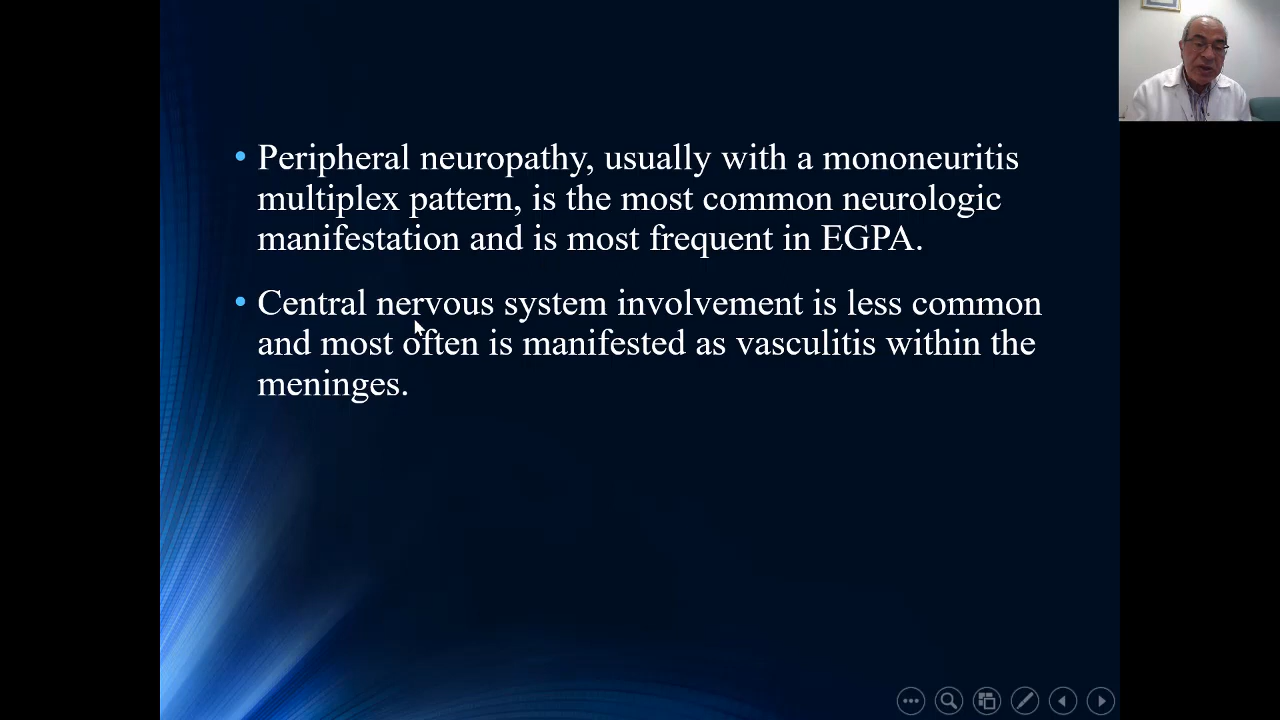 • Peripheral neuropathy, usually with a mononeuritis
multiplex pattern, is the most common neurologic
manifestation and is most frequent in EGPA.
• Central nervous system involvement is less common
and most often is manifested as vasculitis within the
meninges.